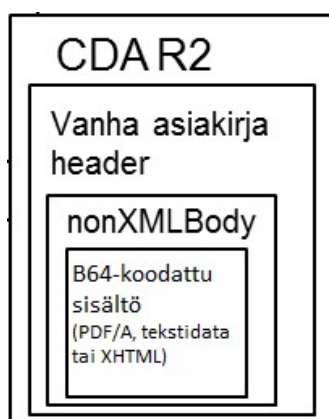 CDA R2
Vanha asiakirja
header
nonXMLBody
B64-koodattu
sisältö
(PDF/A, tekstidata
tai XHTML)